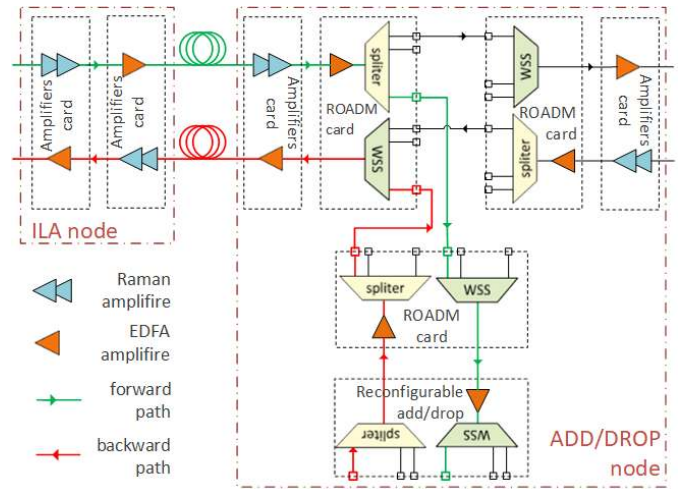 Amplifiers
card
Amplifiers
card
Amplifiers
card
ROADM
card
spliter
WSS
WSS
spliter
ROADM
card
Amplifiers
card
ILA node
Raman
amplifire
EDFA
amplifire
forward
path
backward
path
spliter
WSS
ROADM
card
Reconfigurable
add/drop
spliter
WSS
ADD/DROP
node